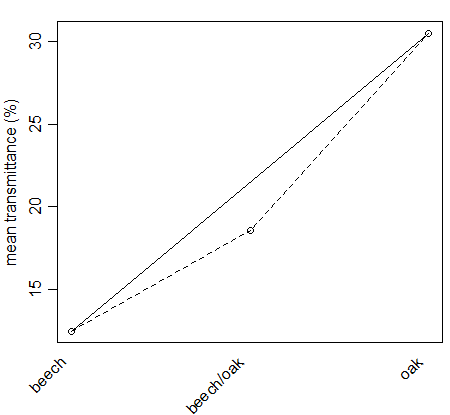 mean transmittance (%)
30
25
20
15
beech
beech/oak
oak